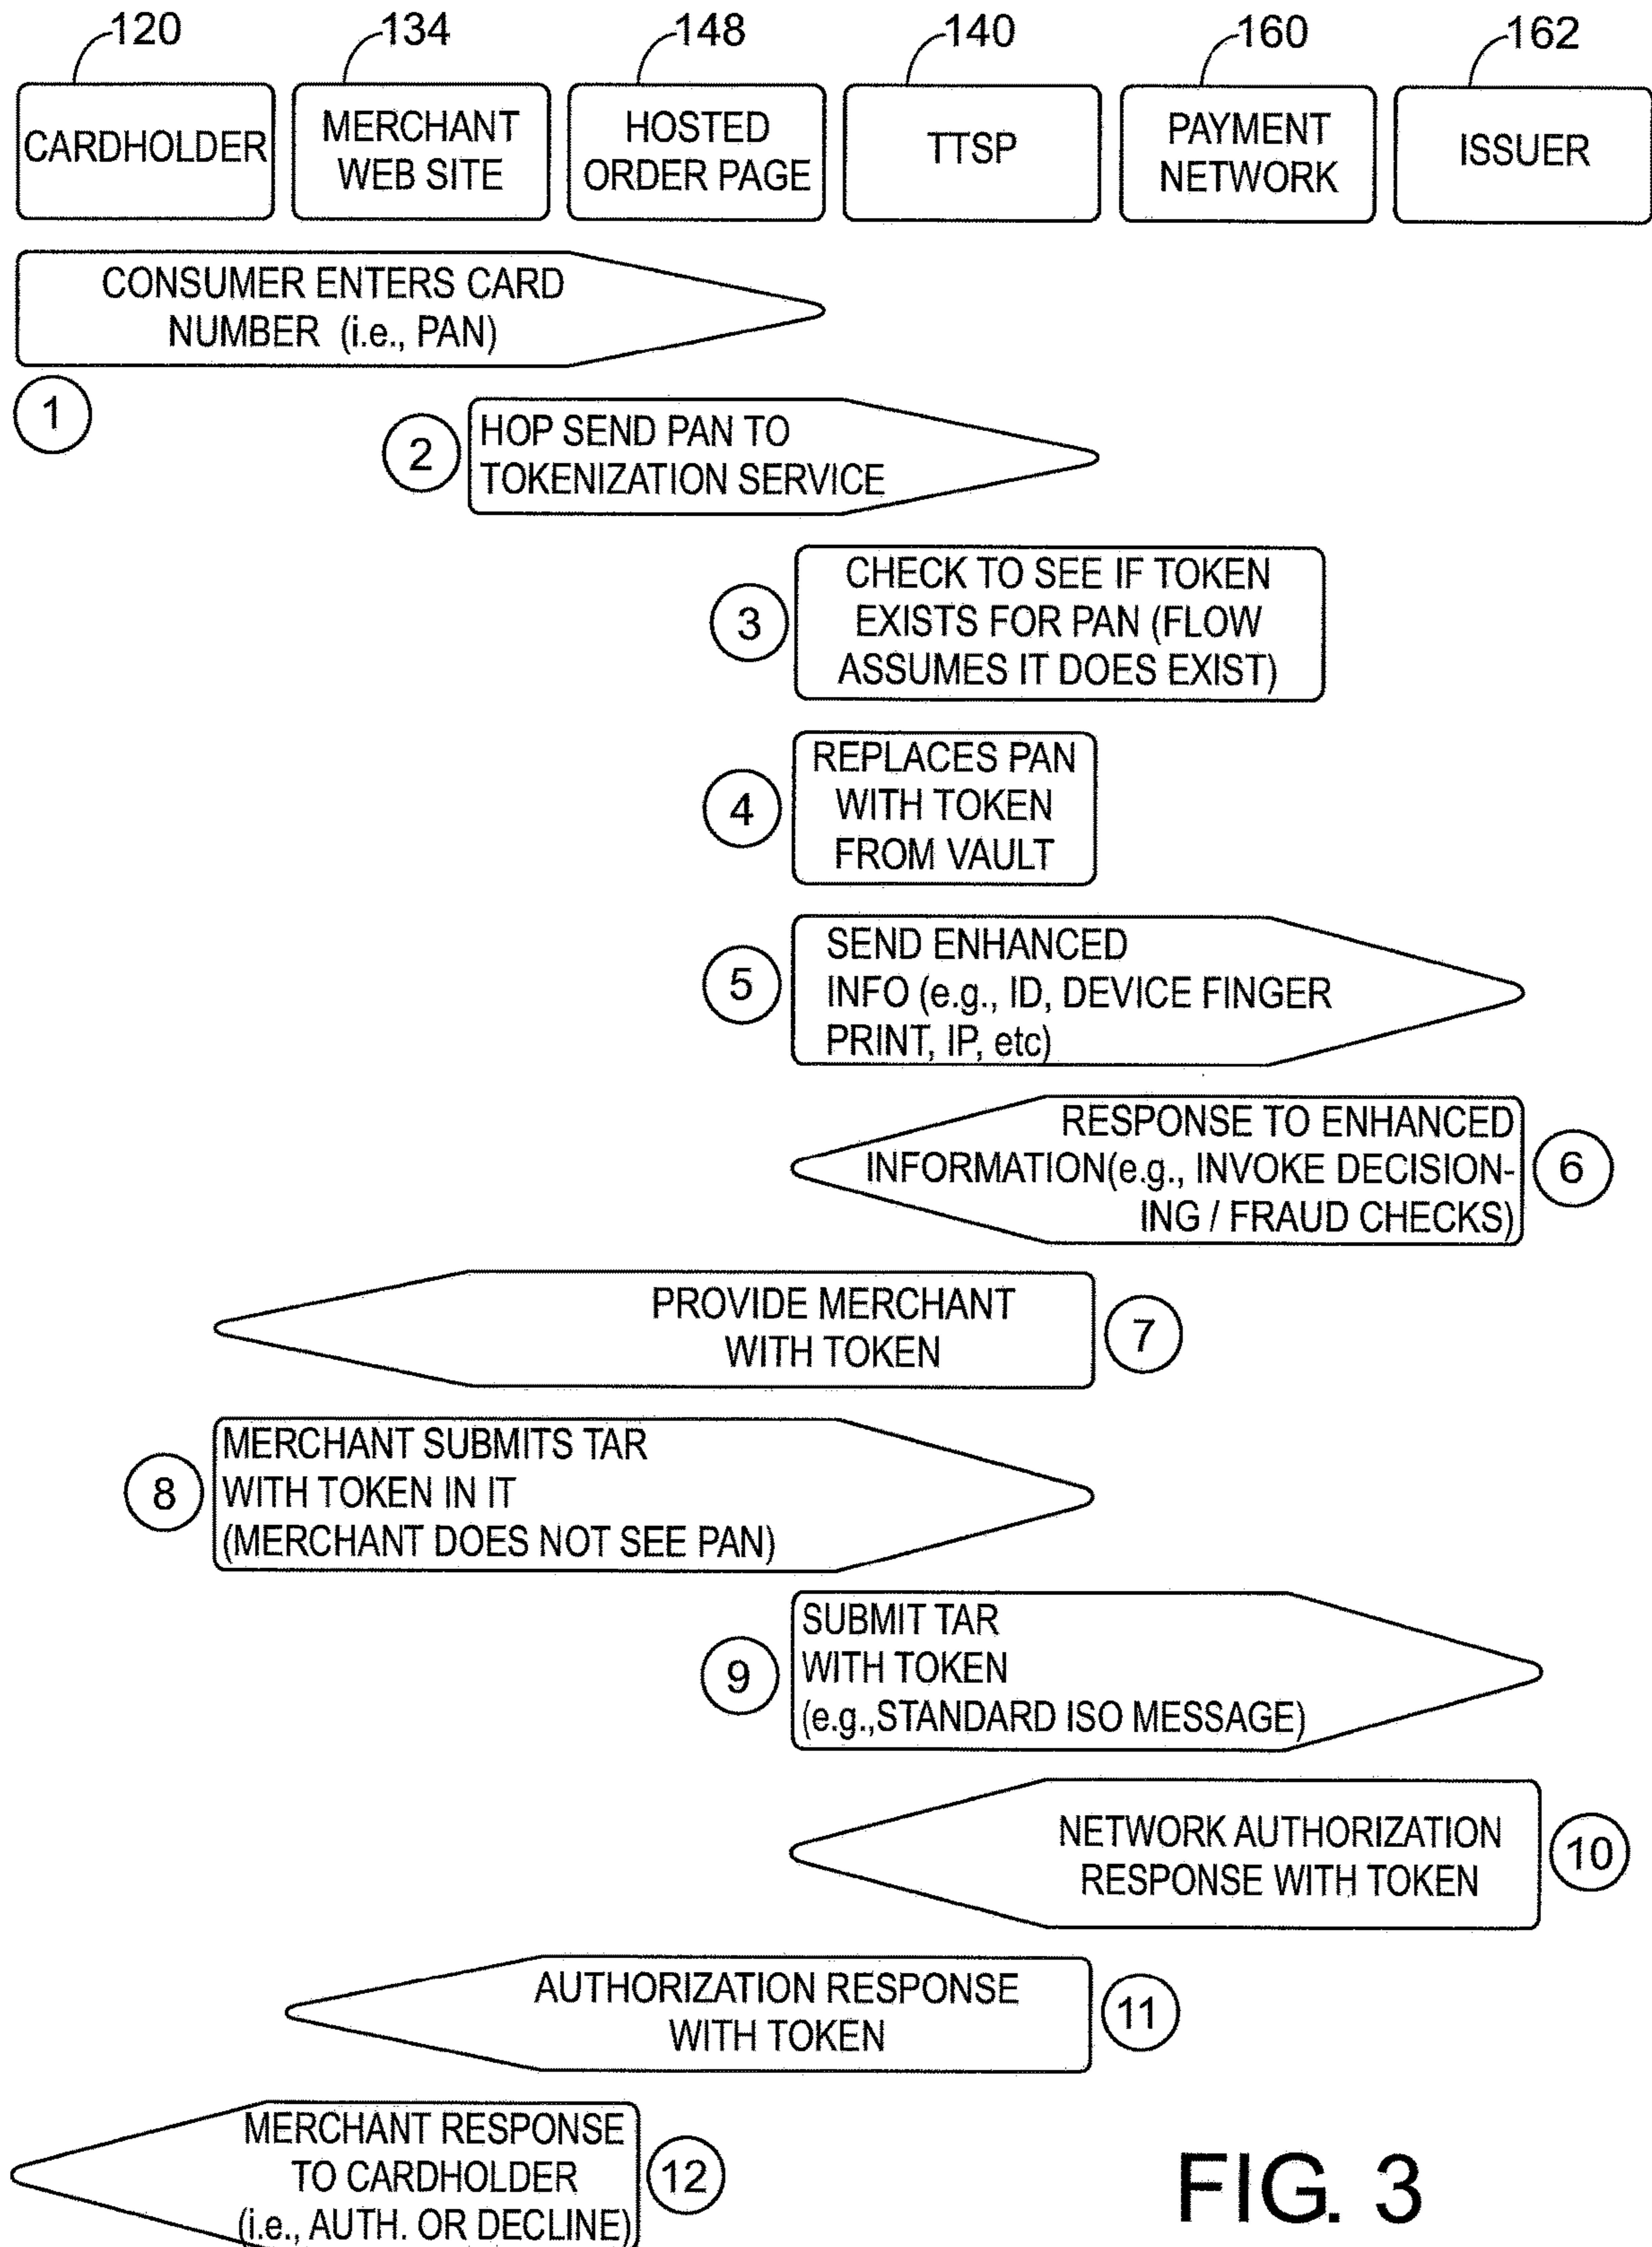 120
134
148
140
160
162
CARDHOLDER
MERCHANT
WEB SITE
HOSTED
ORDER PAGE
TTSP
PAYMENT
NETWORK
ISSUER
CONSUMER ENTERS CARD
NUMBER (i.e., PAN)
1
2
HOP SEND PAN TO
TOKENIZATION SERVICE
3
CHECK TO SEE IF TOKEN
EXISTS FOR PAN (FLOW
ASSUMES IT DOES EXIST)
4
REPLACES PAN
WITH TOKEN
FROM VAULT
5
SEND ENHANCED
INFO (e.g., ID, DEVICE FINGER
PRINT, IP, etc)
RESPONSE TO ENHANCED
INFORMATION(e.g., INVOKE DECISION-
ING / FRAUD CHECKS)
6
PROVIDE MERCHANT
WITH TOKEN
7
8
MERCHANT SUBMITS TAR
WITH TOKEN IN IT
(MERCHANT DOES NOT SEE PAN)
9
SUBMIT TAR
WITH TOKEN
(e.g.,STANDARD ISO MESSAGE)
NETWORK AUTHORIZATION
RESPONSE WITH TOKEN
10
AUTHORIZATION RESPONSE
WITH TOKEN
11
MERCHANT RESPONSE
TO CARDHOLDER
(i.e., AUTH. OR DECLINE)
12
FIG. 3